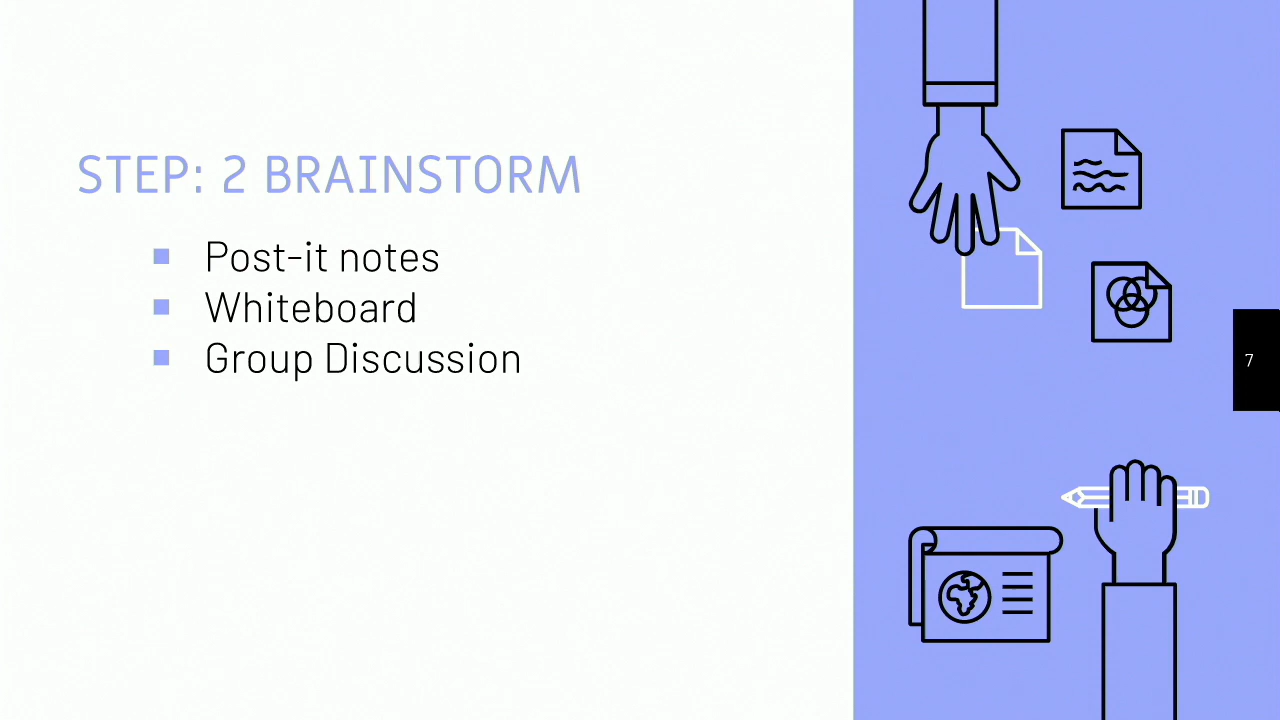 STEP: 2 BRAINSTORM
Post-it notes
Whiteboard
Group Discussion
7